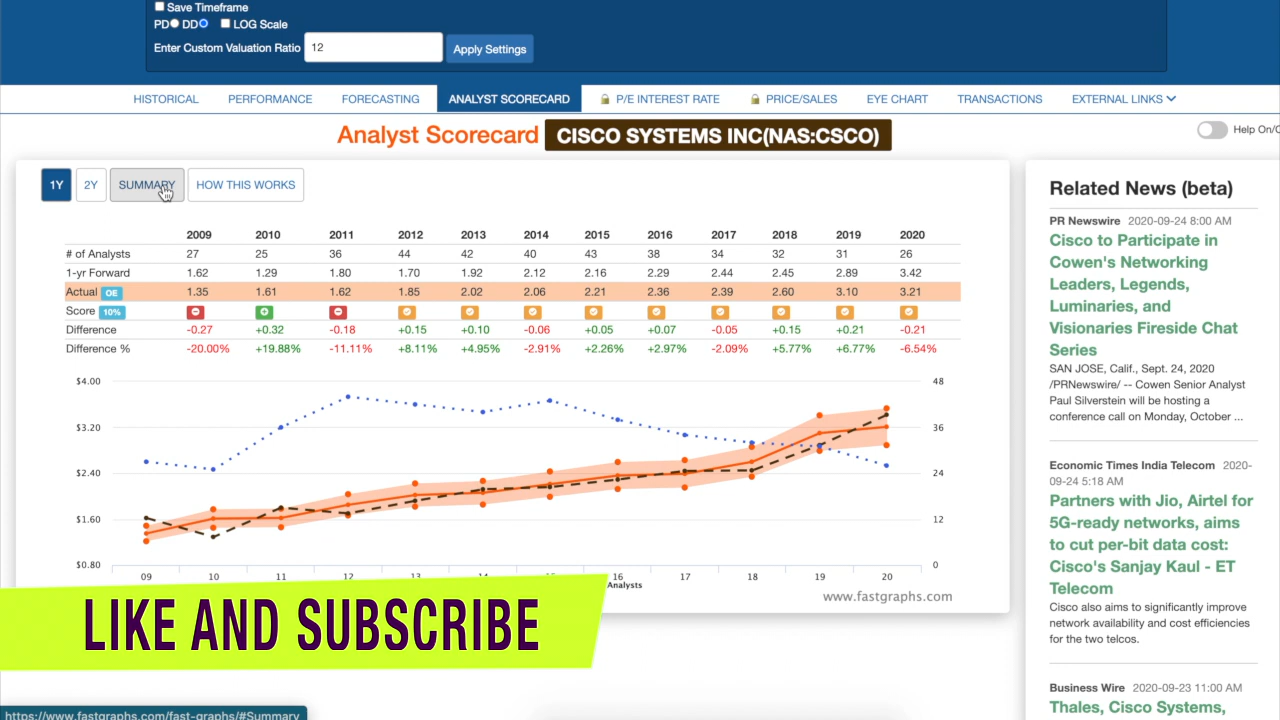 Save Timeframe
PD DD LOG Scale
Enter Custom Valuation Ratio 12 Apply Settings
HISTORICAL PERFORMANCE FORECASTING ANALYST SCORECARD P/E INTEREST RATE PRICE/SALES EYE CHART TRANSACTIONS EXTERNAL LINKS
Analyst Scorecard CISCO SYSTEMS INC(NAS:CSCO)
Help On/O
1Y 2Y SUMMARY HOW THIS WORKS
2009 2010 2011 2012 2013 2014 2015 2016 2017 2018 2019 2020
# of Analysts 27 25 36 44 42 40 43 38 34 32 31 26
1-yr Forward 1.62 1.29 1.80 1.70 1.92 2.12 2.16 2.29 2.44 2.45 2.89 3.42
Actual OE 1.35 1.61 1.62 1.85 2.02 2.06 2.21 2.36 2.39 2.60 3.10 3.21
Score 10%
Difference -0.27 +0.32 -0.18 +0.15 +0.10 -0.06 +0.05 +0.07 -0.05 +0.15 +0.21 -0.21
Difference % -20.00% +19.88% -11.11% +8.11% +4.95% -2.91% +2.26% +2.97% -2.09% +5.77% +6.77% -6.54%
$4.00 48
$3.20 36
$2.40 24
$1.60 12
$0.80 0
09 10 11 12 13 14 15 16 17 18 19 20
Analysts
www.fastgraphs.com
LIKE AND SUBSCRIBE
https://www.fastgraphs.com/fast-graphs/#Summary
Related News (beta)
PR Newswire 2020-09-24 8:00 AM
Cisco to Participate in
Cowen's Networking
Leaders, Legends,
Luminaries, and
Visionaries Fireside Chat
Series
SAN JOSE, Calif., Sept. 24, 2020
/PRNewswire/ -- Cowen Senior Analyst
Paul Silverstein will be hosting a
conference call on Monday, October ...
Economic Times India Telecom 2020-
09-24 5:18 AM
Partners with Jio, Airtel for
5G-ready networks, aims
to cut per-bit data cost:
Cisco's Sanjay Kaul - ET
Telecom
Cisco also aims to significantly improve
network availability and cost efficiencies
for the two telcos.
Business Wire 2020-09-23 11:00 AM
Thales, Cisco Systems,